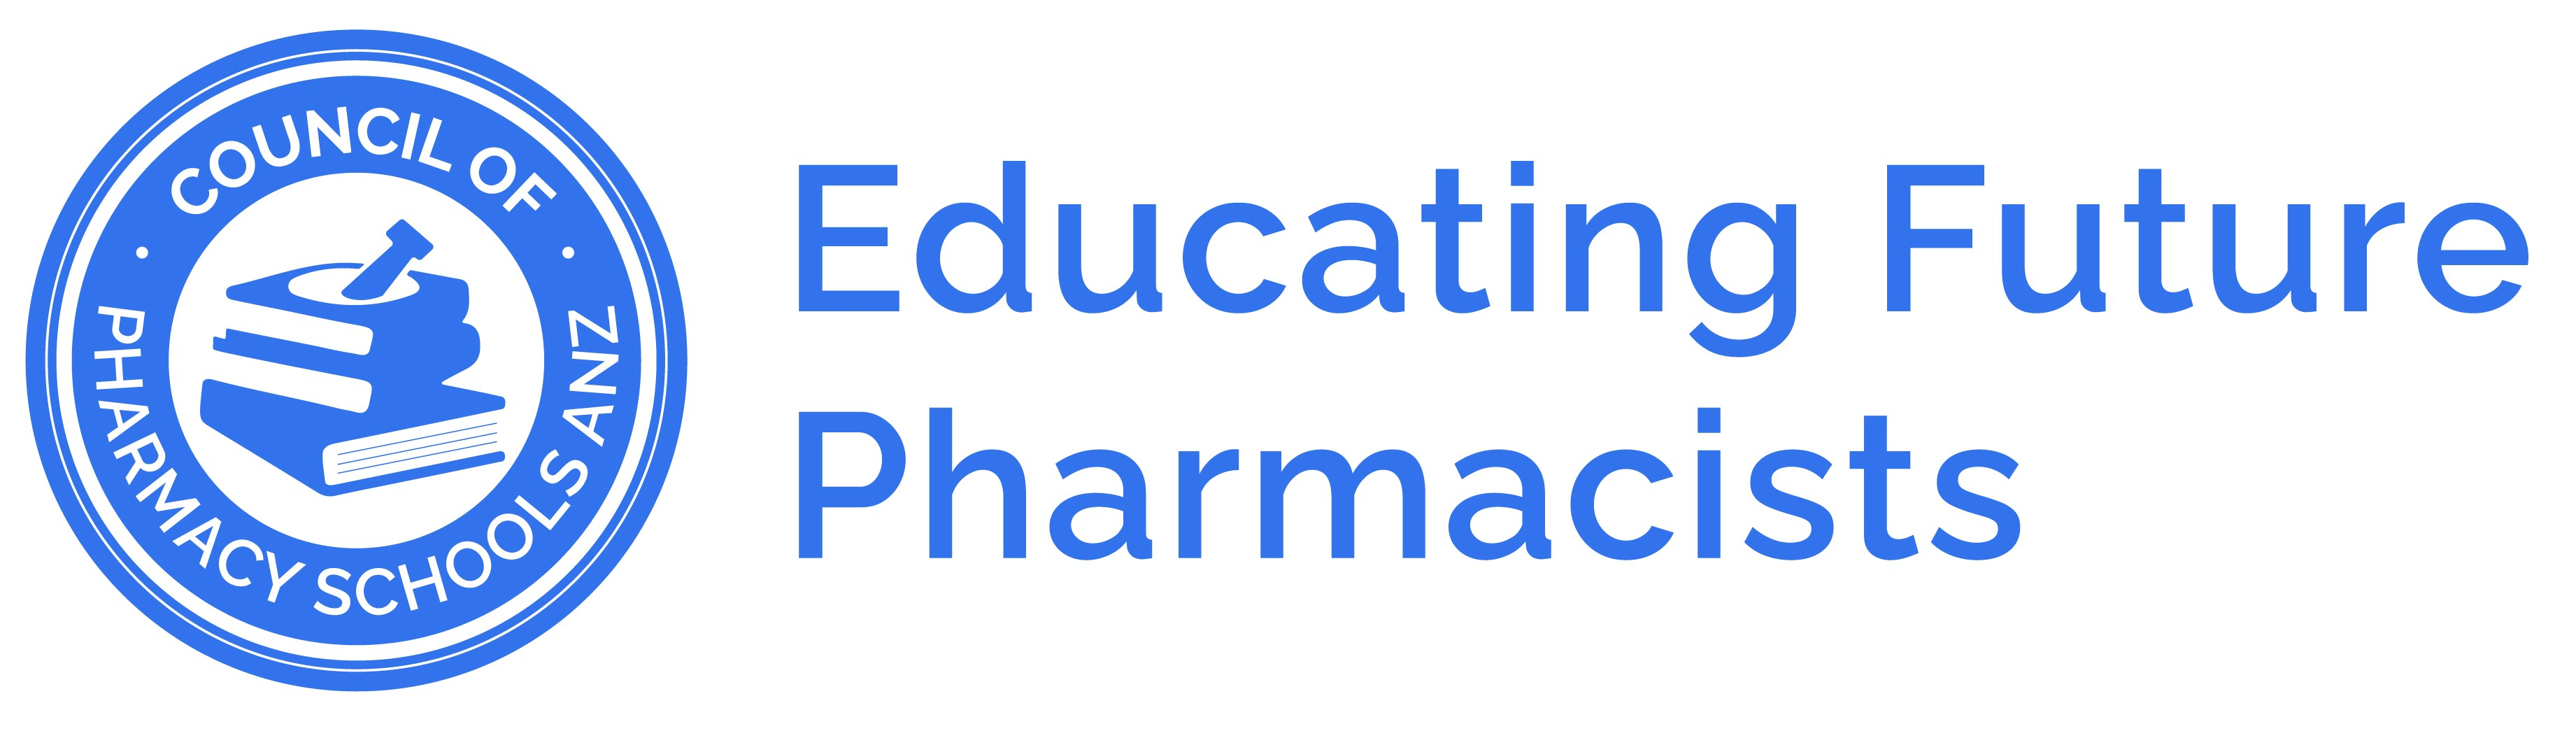 COUNCIL OF
PHARMACY SCHOOLS ANZ
Educating Future
Pharmacists